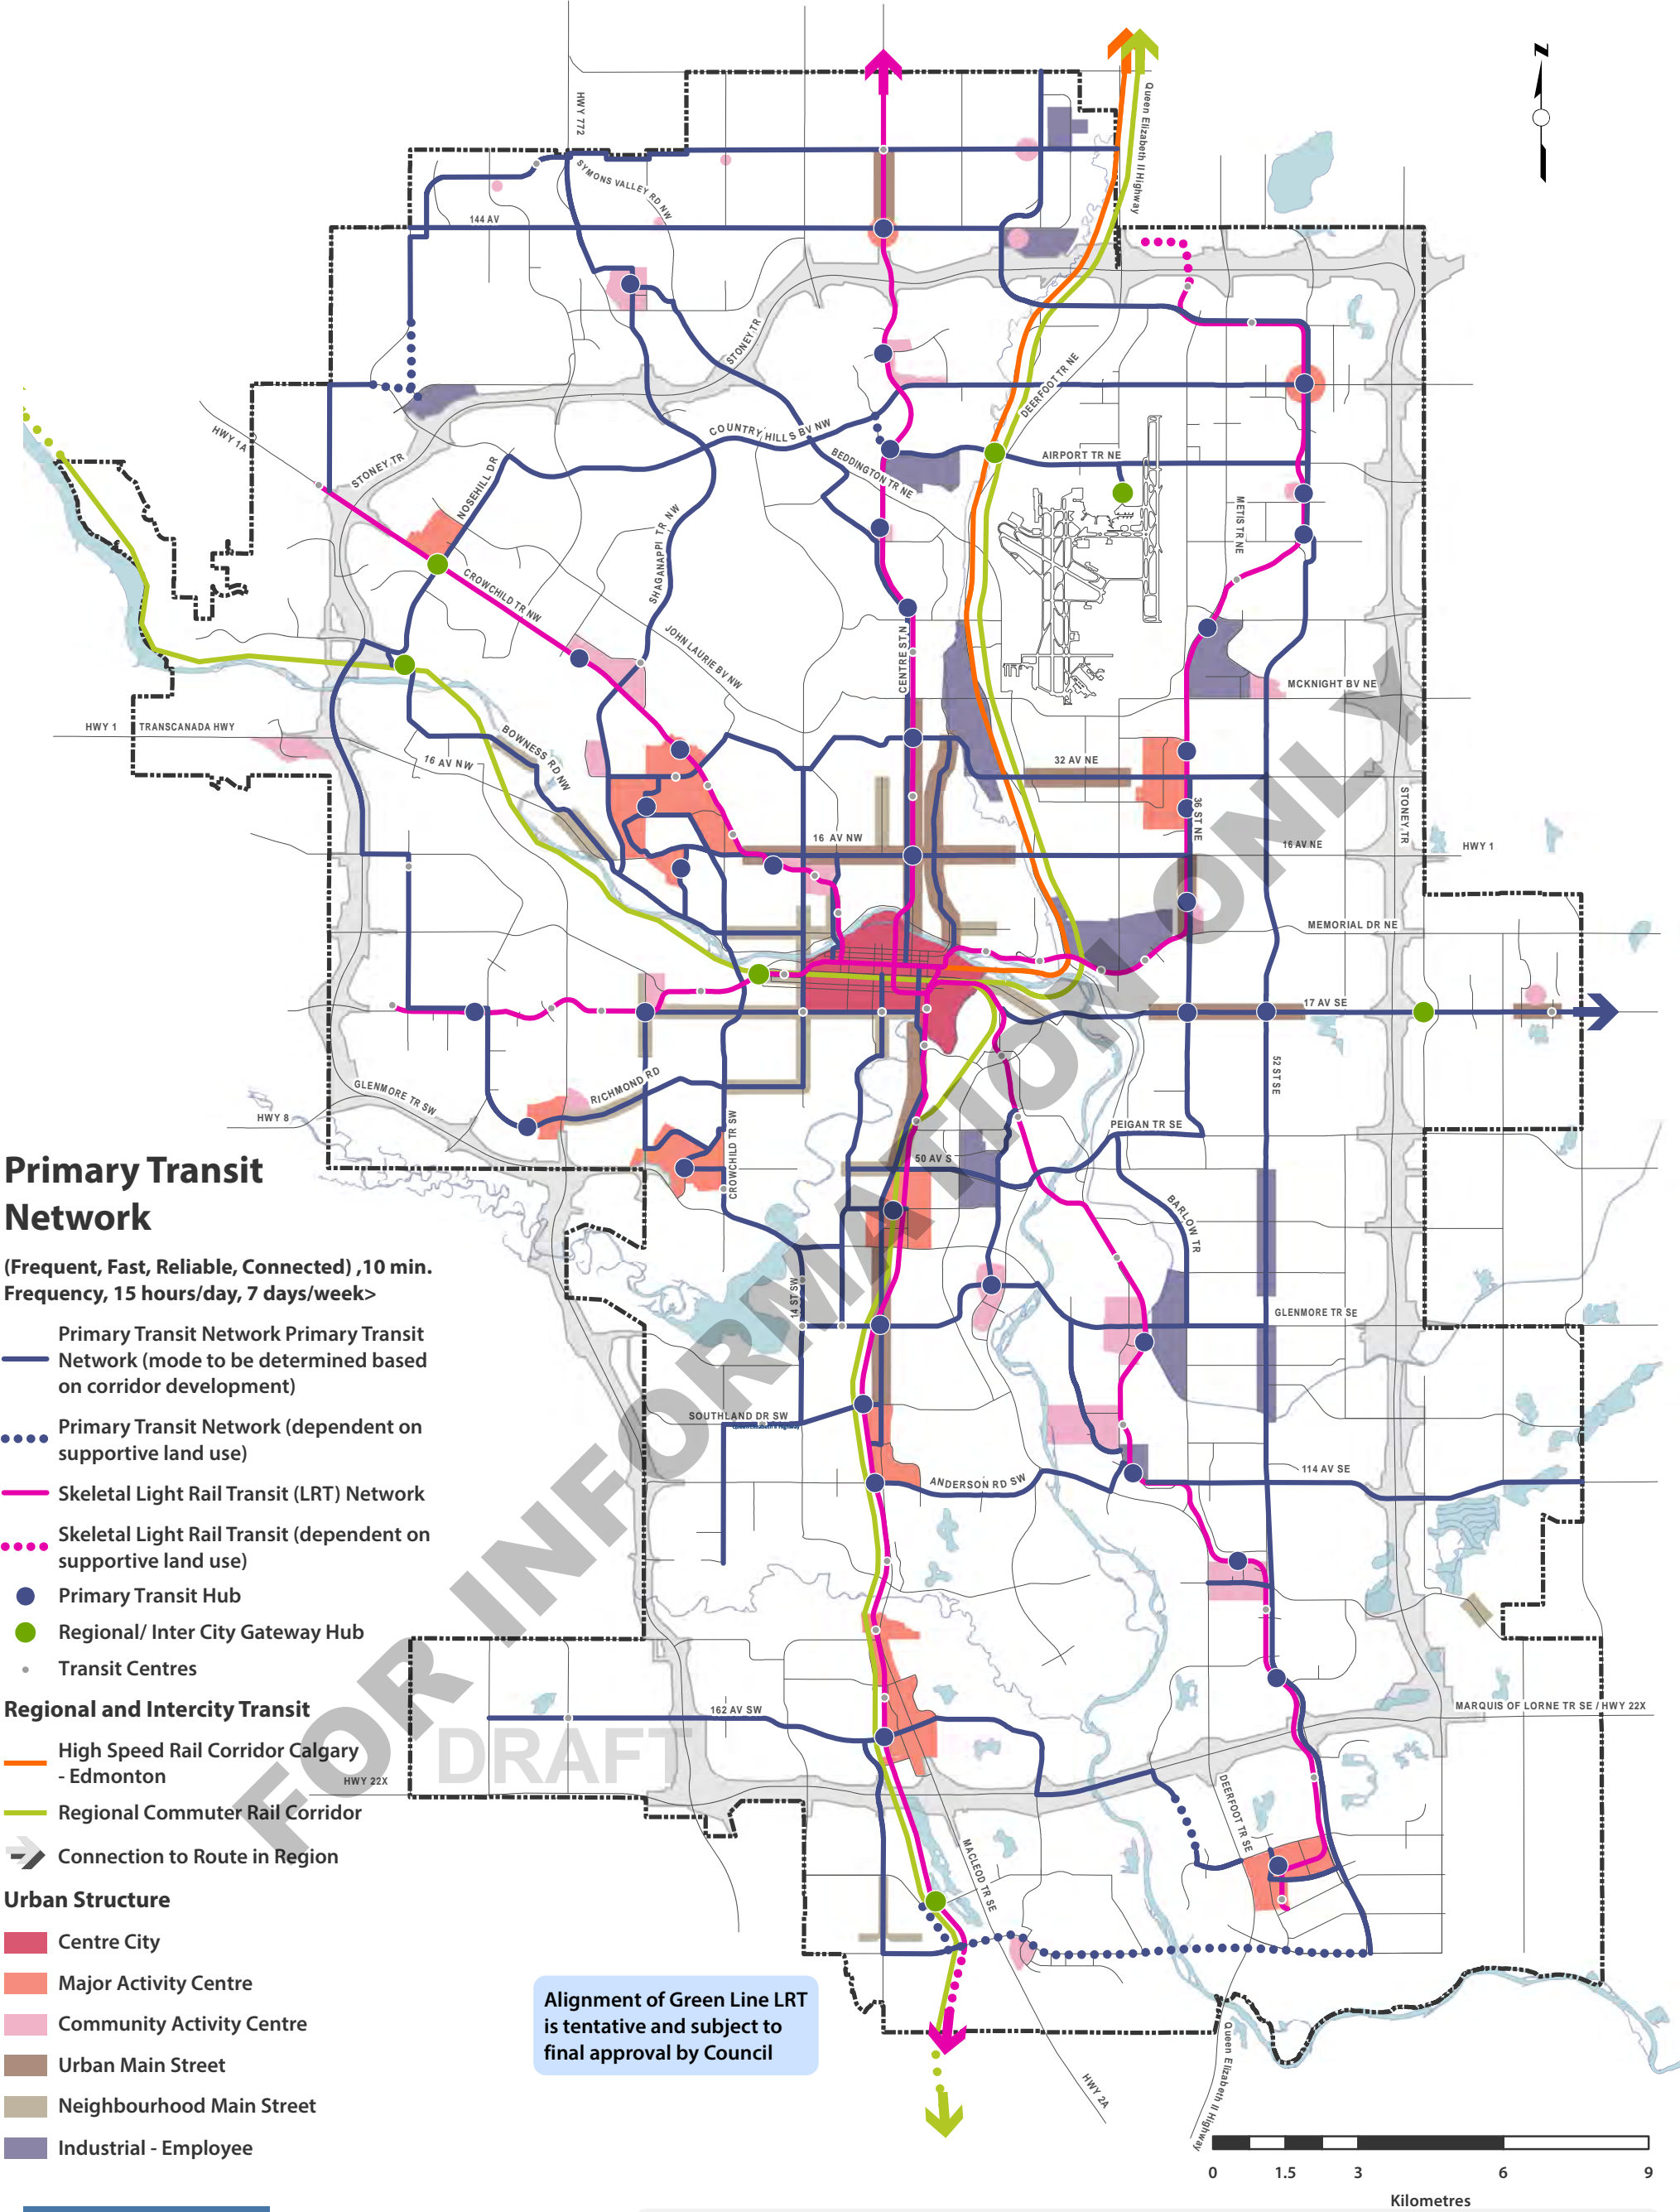 N
HWY 772
Queen Elizabeth II Highway
SYMONS VALLEY RD NW
144 AV
STONEY TR
DEERFOOT TR NE
HWY 1A
STONEY TR
NOSEHILL DR
COUNTRY HILLS BV NW
BEDDINGTON TR NE
AIRPORT TR NE
METIS TR NE
SHAGANAPPI TR NW
CROWCHILD TR NW
JOHN LAURIE BV NW
CENTRE ST N
MCKNIGHT BV NE
HWY 1
TRANSCANADA HWY
BOWNESS RD NW
16 AV NW
32 AV NE
36 ST NE
STONEY TR
16 AV NW
16 AV NE
HWY 1
MEMORIAL DR NE
17 AV SE
52 ST SE
GLENMORE TR SW
RICHMOND RD
HWY 8
CROWCHILD TR SW
PEIGAN TR SE
50 AV S
BARLOW TR
14 ST SW
GLENMORE TR SE
SOUTHLAND DR SW
Queen Elizabeth II Highway
ANDERSON RD SW
114 AV SE
162 AV SW
MARQUIS OF LORNE TR SE / HWY 22X
HWY 22X
DEERFOOT TR SE
MACLEOD TR SE
HWY 2A
Queen Elizabeth II Highway
FOR INFORMATION ONLY
DRAFT
Primary Transit
Network
(Frequent, Fast, Reliable, Connected) ,10 min.
Frequency, 15 hours/day, 7 days/week>
Primary Transit Network Primary Transit
Network (mode to be determined based
on corridor development)
Primary Transit Network (dependent on
supportive land use)
Skeletal Light Rail Transit (LRT) Network
Skeletal Light Rail Transit (dependent on
supportive land use)
Primary Transit Hub
Regional/ Inter City Gateway Hub
Transit Centres
Regional and Intercity Transit
High Speed Rail Corridor Calgary
- Edmonton
Regional Commuter Rail Corridor
Connection to Route in Region
Urban Structure
Centre City
Major Activity Centre
Community Activity Centre
Urban Main Street
Neighbourhood Main Street
Industrial - Employee
Alignment of Green Line LRT
is tentative and subject to
final approval by Council
0 1.5 3 6 9
Kilometres